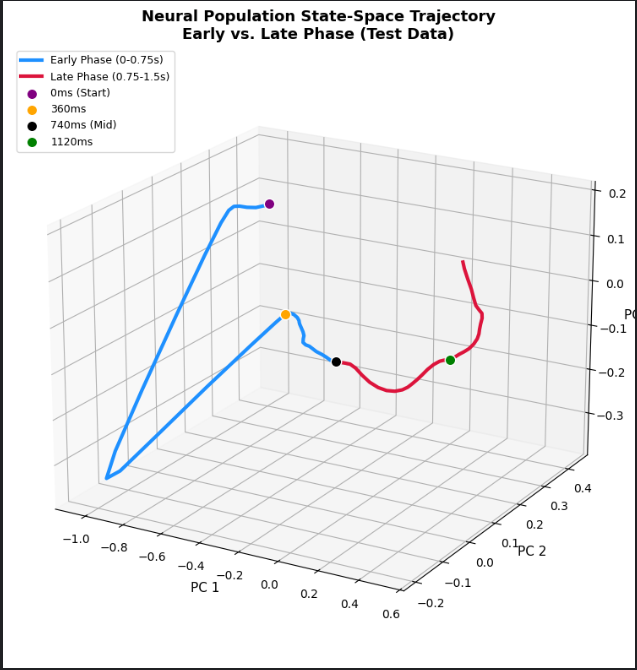 Neural Population State-Space Trajectory
Early vs. Late Phase (Test Data)
Early Phase (0-0.75s)
Late Phase (0.75-1.5s)
0ms (Start)
360ms
740ms (Mid)
1120ms
0.2
0.1
0.0
−0.1
−0.2
−0.3
PC
0.4
0.3
0.2
0.1
0.0
−0.1
−0.2
PC 2
−1.0
−0.8
−0.6
−0.4
−0.2
0.0
0.2
0.4
0.6
PC 1